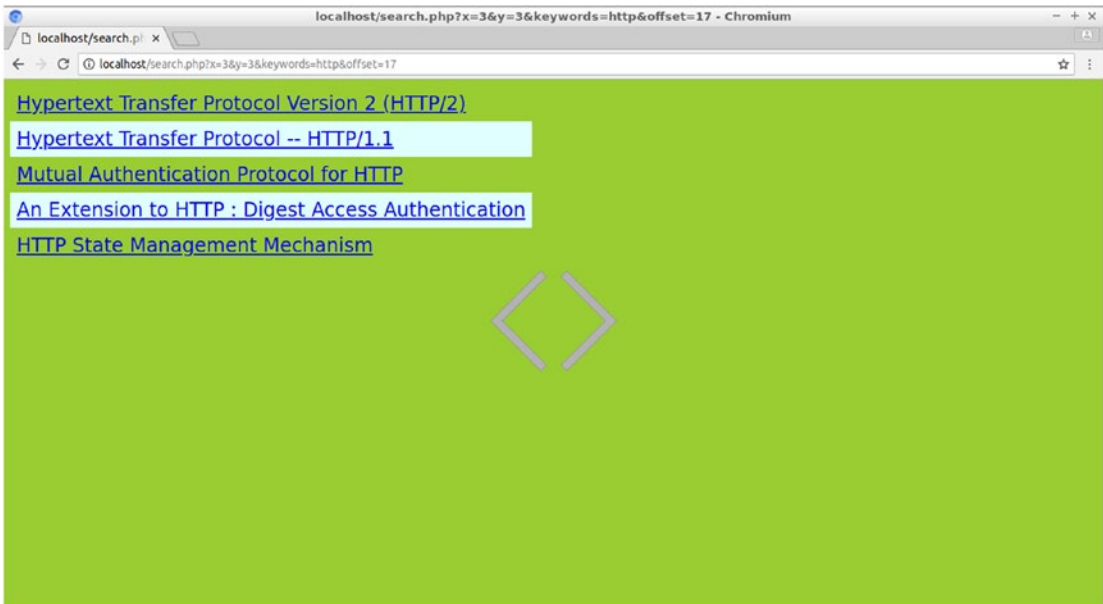 localhost/search.php?x=3&y=3&keywords=http&offset=17 - Chromium
localhost/search.ph
localhost/search.php?x=3&y=3&keywords=http&offset=17
Hypertext Transfer Protocol Version 2 (HTTP/2)
Hypertext Transfer Protocol -- HTTP/1.1
Mutual Authentication Protocol for HTTP
An Extension to HTTP : Digest Access Authentication
HTTP State Management Mechanism